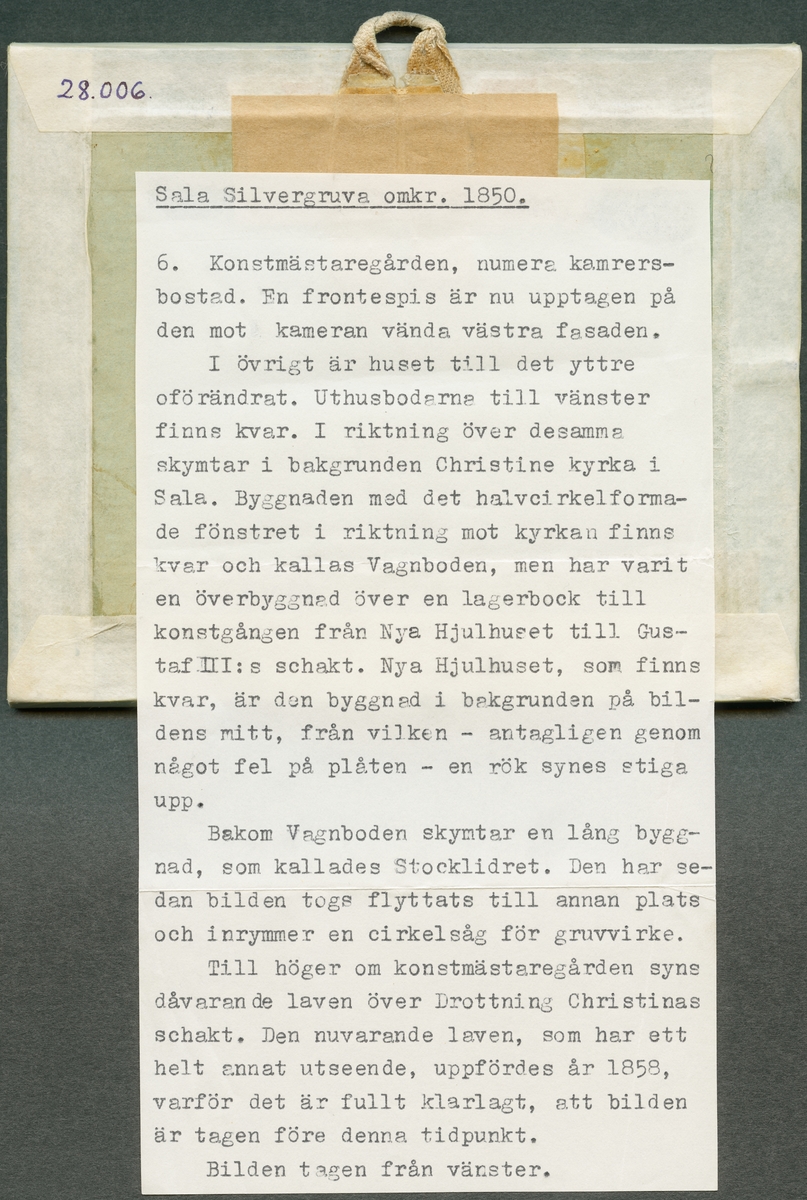 28.006.
Sala Silvergruva omkr. 1850.
6. Konstmästaregården, numera kamrers-
bostad. En frontespis är nu upptagen på
den mot kameran vända västra fasaden.
I övrigt är huset till det yttre
oförändrat. Uthusbodarna till vänster
finns kvar. I riktning över desamma
skymtar i bakgrunden Christine kyrka i
Sala. Byggnaden med det halvcirkelforma-
de fönstret i riktning mot kyrkan finns
kvar och kallas Vagnboden, men har varit
en överbyggnad över en lagerbock till
konstgången från Nya Hjulhuset till Gus-
taf III:s schakt. Nya Hjulhuset, som finns
kvar, är den byggnad i bakgrunden på bil-
dens mitt, från vilken - antagligen genom
något fel på plåten - en rök synes stiga
upp.
Bakom Vagnboden skymtar en lång bygg-
nad, som kallades Stocklidret. Den har se-
dan bilden togs flyttats till annan plats
och inrymmer en cirkelsåg för gruvvirke.
Till höger om konstmästaregården syns
dåvarande laven över Drottning Christinas
schakt. Den nuvarande laven, som har ett
helt annat utseende, uppfördes år 1858,
varför det är fullt klarlagt, att bilden
är tagen före denna tidpunkt.
Bilden tagen från vänster.